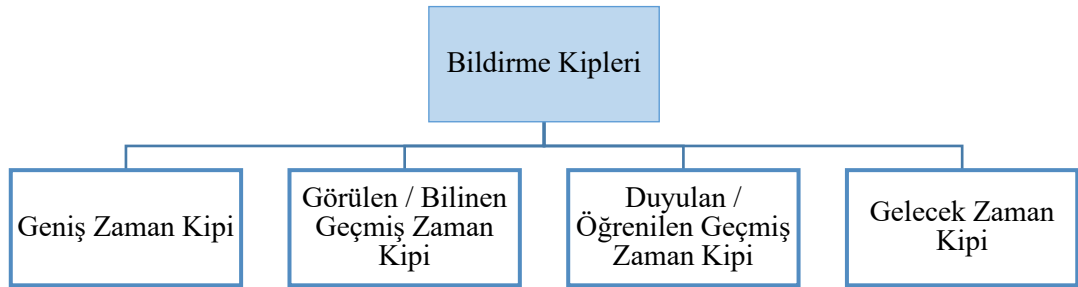 Bildirme Kipleri
Geniş Zaman Kipi
Görülen / Bilinen
Geçmiş Zaman
Kipi
Duyulan /
Öğrenilen Geçmiş
Zaman Kipi
Gelecek Zaman
Kipi